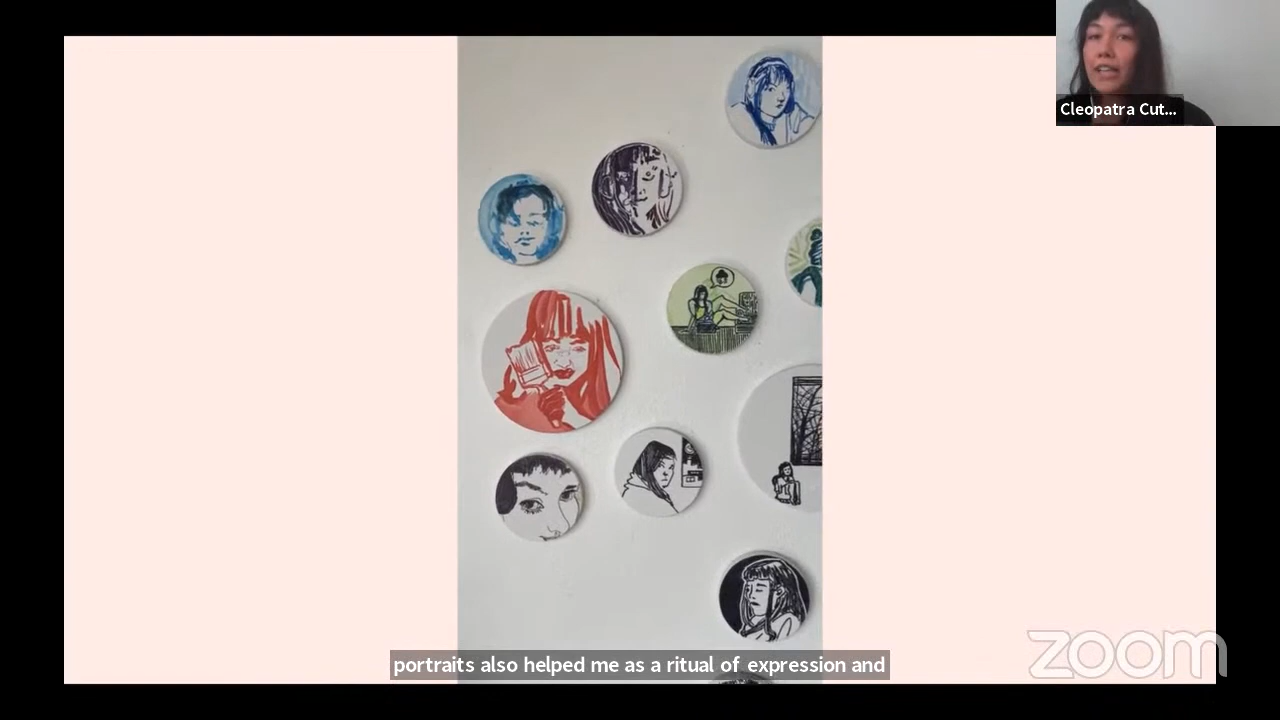 Cleopatra Cut...
portraits also helped me as a ritual of expression and
zoom